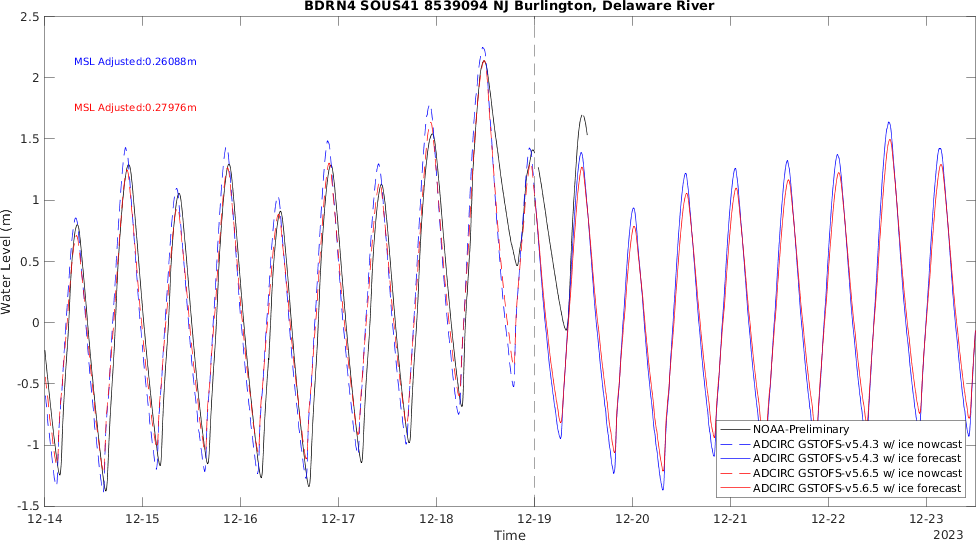 BDRN4 SOUS41 8539094 NJ Burlington, Delaware River
2.5
MSL Adjusted:0.26088m
2
MSL Adjusted:0.27976m
1.5
1
0.5
0
-0.5
-1
-1.5
Water Level (m)
NOAA-Preliminary
ADCIRC GSTOFS-v5.4.3 w/ ice nowcast
ADCIRC GSTOFS-v5.4.3 w/ ice forecast
ADCIRC GSTOFS-v5.6.5 w/ ice nowcast
ADCIRC GSTOFS-v5.6.5 w/ ice forecast
12-14 12-15 12-16 12-17 12-18 12-19 12-20 12-21 12-22 12-23
Time
2023